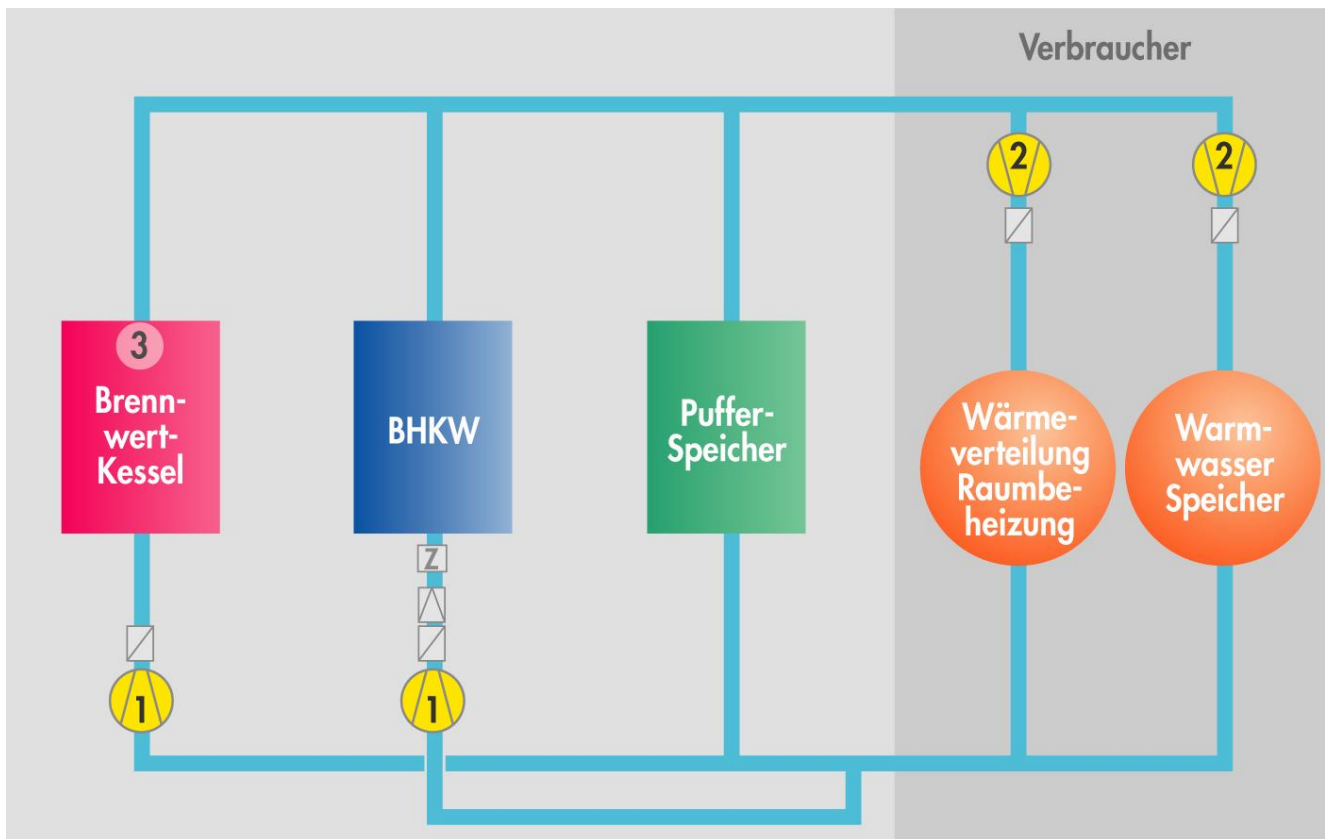 Verbraucher
2
2
3
Brenn-
wert-
Kessel
BHKW
Puffer-
Speicher
Wärme-
verteilung
Raumbe-
heizung
Warm-
wasser
Speicher
Z
1
1